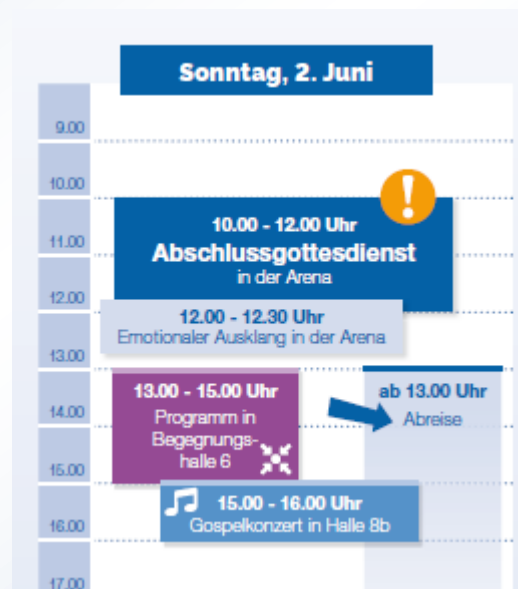 Sonntag, 2. Juni
9.00
10.00
10.00 - 12.00 Uhr
Abschlussgottesdienst
in der Arena
11.00
12.00
12.00 - 12.30 Uhr
Emotionaler Ausklang in der Arena
13.00
13.00 - 15.00 Uhr
Programm in
Begegnungs-
halle 6
ab 13.00 Uhr
Abreise
14.00
15.00
15.00 - 16.00 Uhr
Gospelkonzert in Halle 8b
16.00
17.00